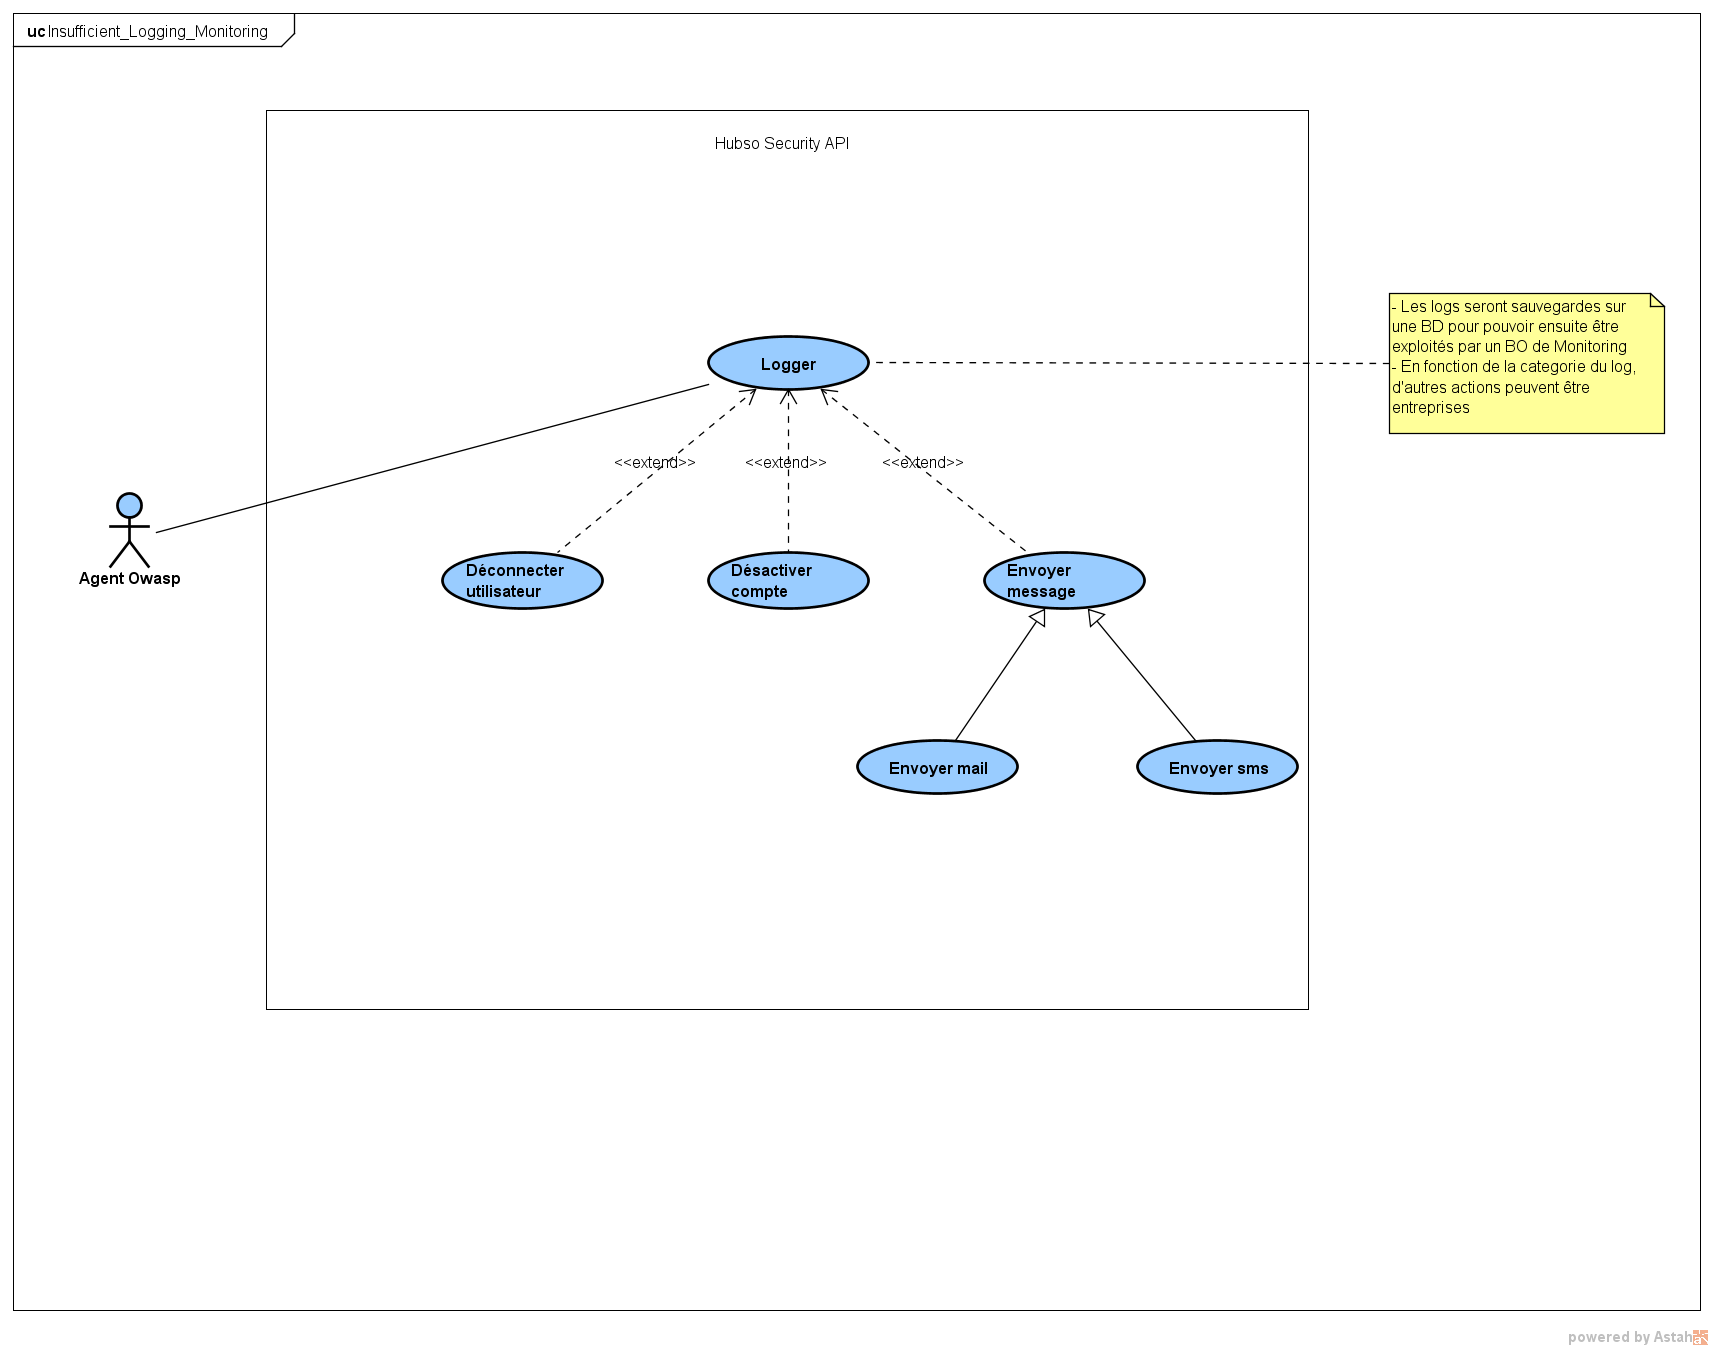 uc Insufficient_Logging_Monitoring
Hubso Security API
- Les logs seront sauvegardes sur
une BD pour pouvoir ensuite être
exploités par un BO de Monitoring
- En fonction de la categorie du log,
d'autres actions peuvent être
entreprises
Logger
<<extend>>
<<extend>>
<<extend>>
Agent Owasp
Déconnecter
utilisateur
Désactiver
compte
Envoyer
message
Envoyer mail
Envoyer sms
powered by Astah